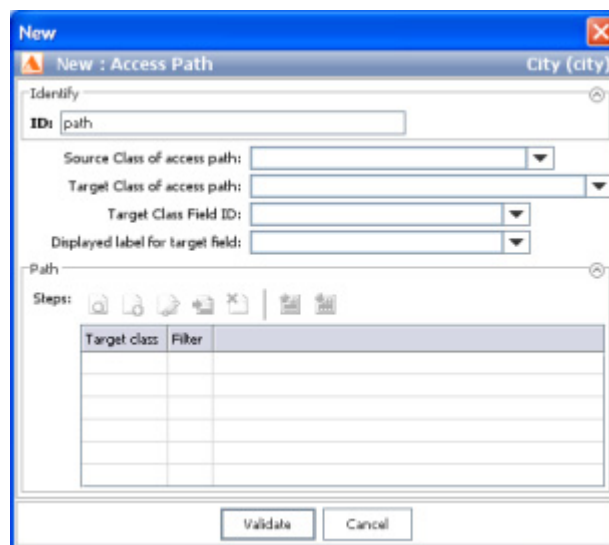 New
New : Access Path City (city)
Identify
ID: path
Source Class of access path:
Target Class of access path:
Target Class Field ID:
Displayed label for target field:
Path
Steps:
Target class Filter
Validate Cancel